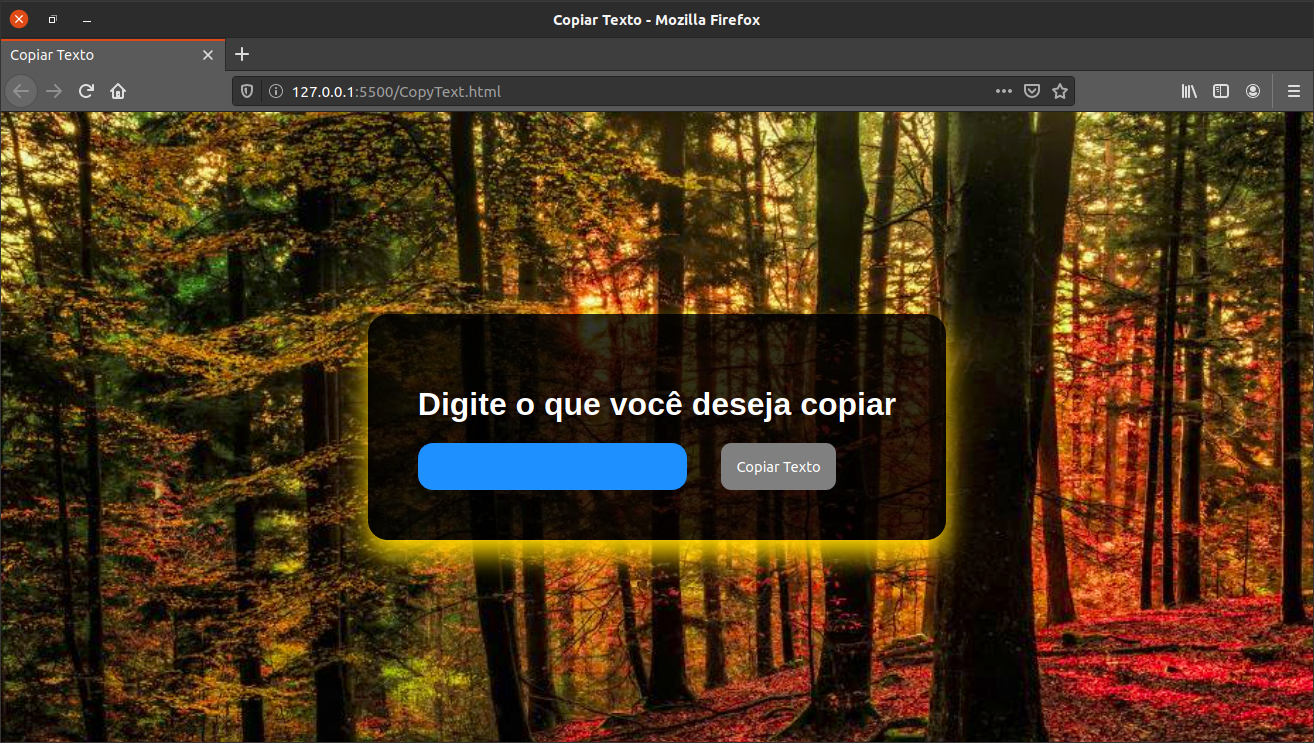 Copiar Texto - Mozilla Firefox
Copiar Texto
127.0.0.1:5500/CopyText.html
Digite o que você deseja copiar
Copiar Texto